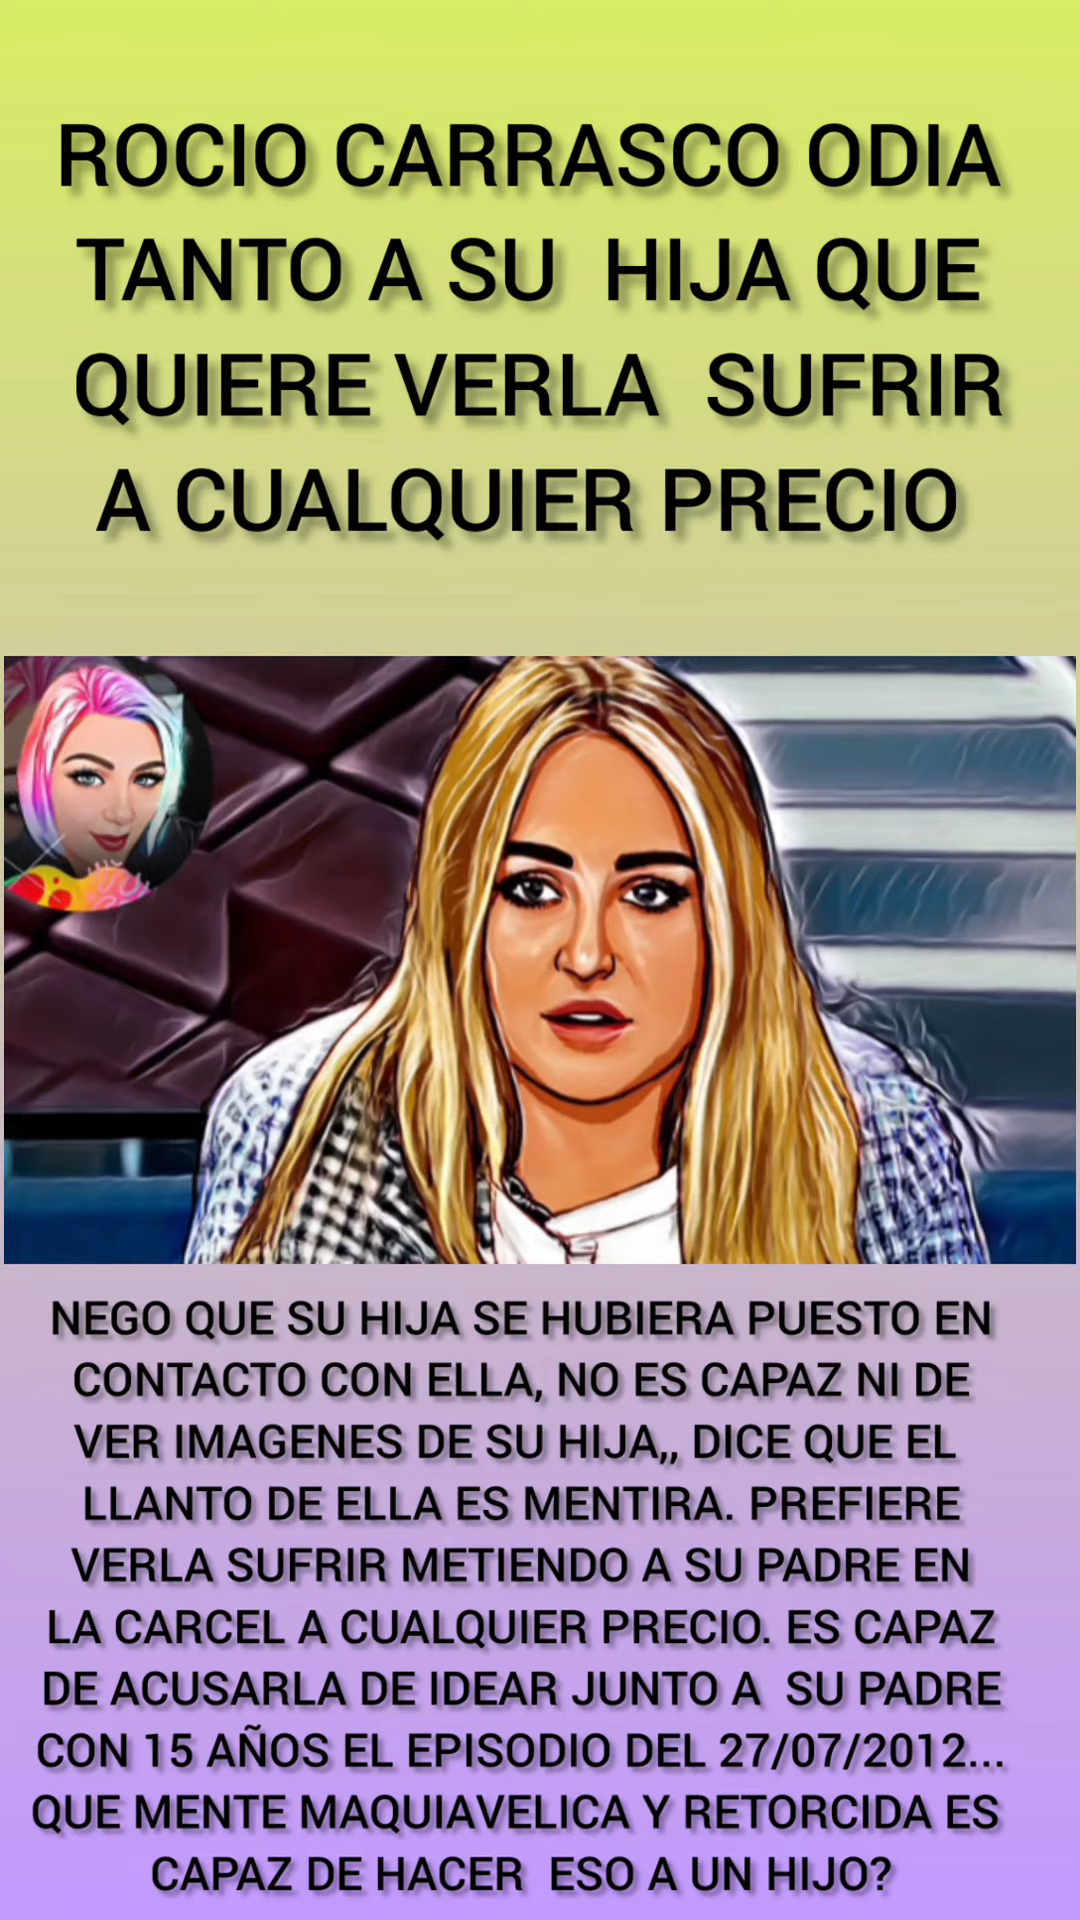 ROCIO CARRASCO ODIA
TANTO A SU HIJA QUE
QUIERE VERLA SUFRIR
A CUALQUIER PRECIO
NEGO QUE SU HIJA SE HUBIERA PUESTO EN
CONTACTO CON ELLA, NO ES CAPAZ NI DE
VER IMAGENES DE SU HIJA,, DICE QUE EL
LLANTO DE ELLA ES MENTIRA. PREFIERE
VERLA SUFRIR METIENDO A SU PADRE EN
LA CARCEL A CUALQUIER PRECIO. ES CAPAZ
DE ACUSARLA DE IDEAR JUNTO A SU PADRE
CON 15 AÑOS EL EPISODIO DEL 27/07/2012...
QUE MENTE MAQUIAVELICA Y RETORCIDA ES
CAPAZ DE HACER ESO A UN HIJO?